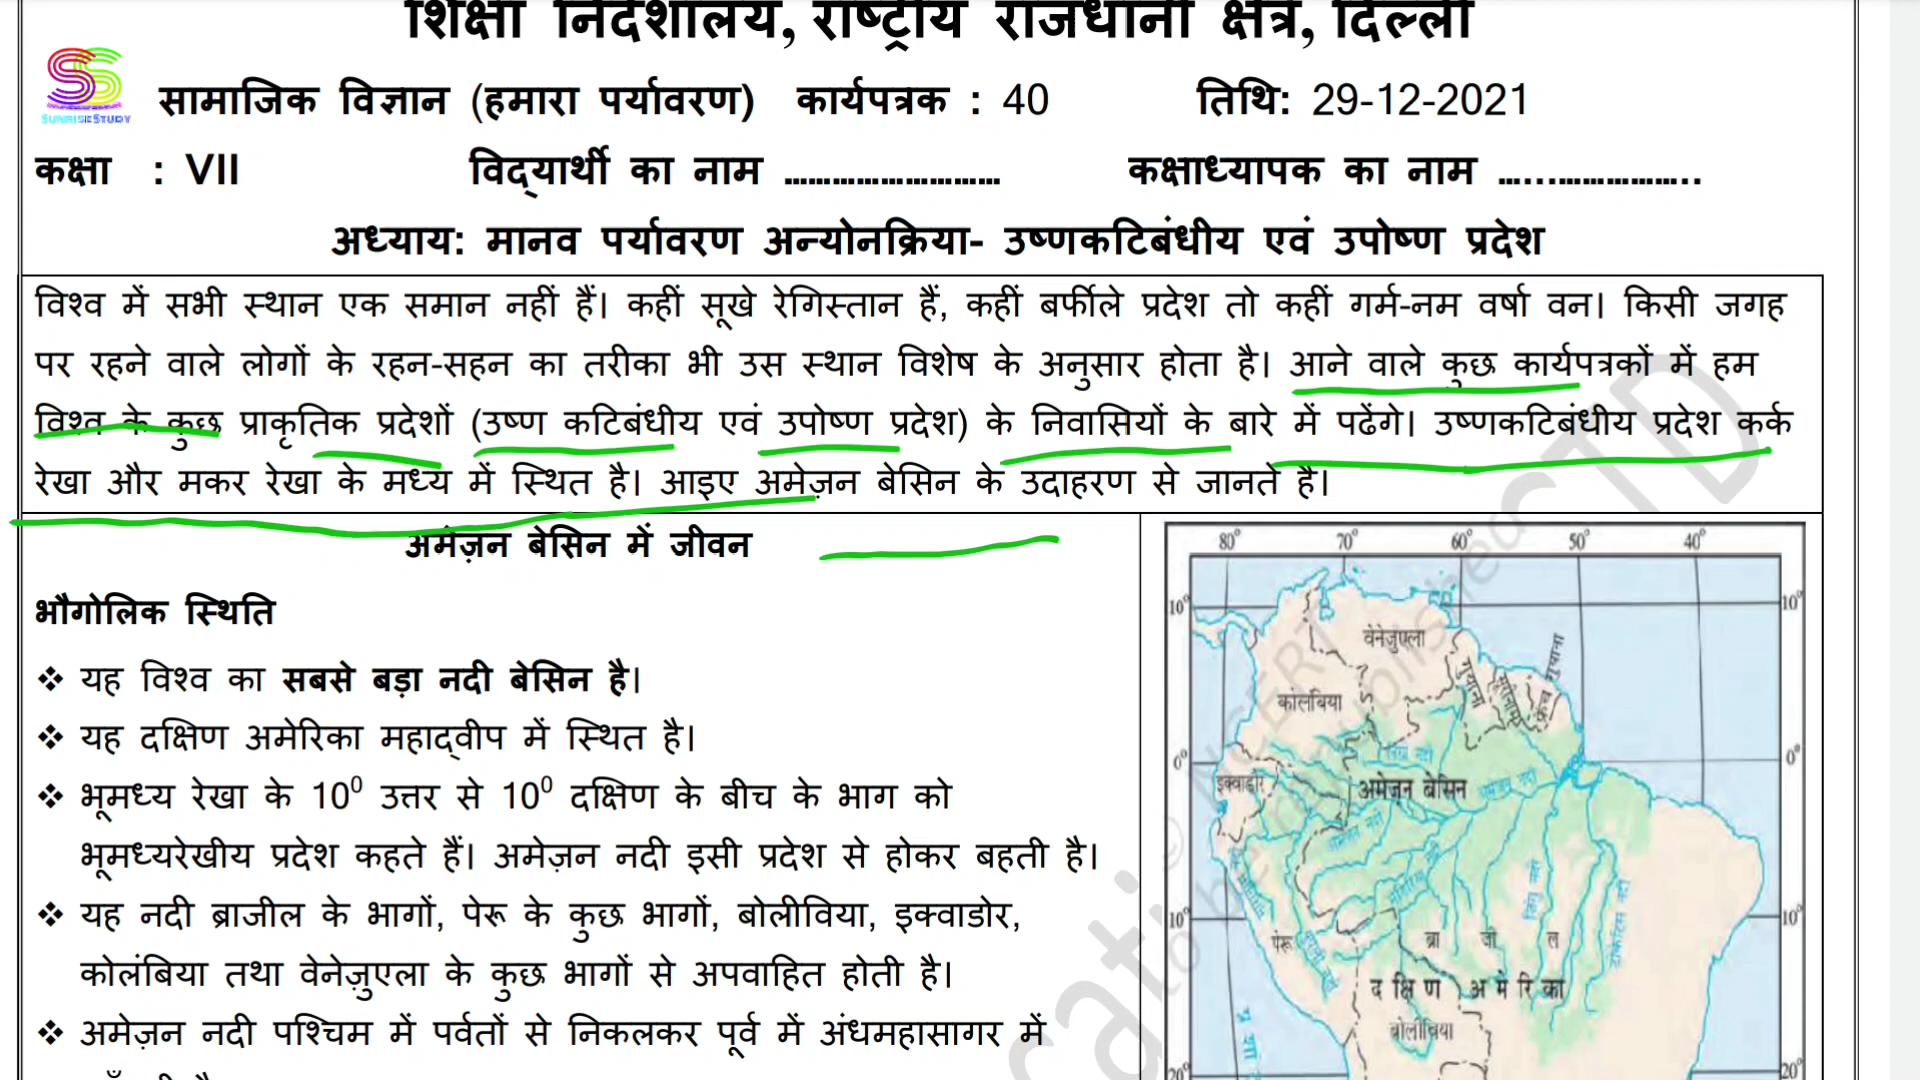 शिक्षा निदेशालय, राष्ट्रीय राजधानी क्षेत्र, दिल्ली
SUNRISESTUDY
सामाजिक विज्ञान (हमारा पर्यावरण) कार्यपत्रक : 40 तिथि: 29-12-2021
कक्षा : VII विद्यार्थी का नाम ........................... कक्षाध्यापक का नाम ........................
अध्याय: मानव पर्यावरण अन्योनक्रिया- उष्णकटिबंधीय एवं उपोष्ण प्रदेश
विश्व में सभी स्थान एक समान नहीं हैं। कहीं सूखे रेगिस्तान हैं, कहीं बर्फीले प्रदेश तो कहीं गर्म-नम वर्षा वन। किसी जगह
पर रहने वाले लोगों के रहन-सहन का तरीका भी उस स्थान विशेष के अनुसार होता है। आने वाले कुछ कार्यपत्रकों में हम
विश्व के कुछ प्राकृतिक प्रदेशों (उष्ण कटिबंधीय एवं उपोष्ण प्रदेश) के निवासियों के बारे में पढेंगे। उष्णकटिबंधीय प्रदेश कर्क
रेखा और मकर रेखा के मध्य में स्थित है। आइए अमेज़न बेसिन के उदाहरण से जानते हैं।
अमेज़न बेसिन में जीवन
भौगोलिक स्थिति
❖ यह विश्व का सबसे बड़ा नदी बेसिन है।
❖ यह दक्षिण अमेरिका महाद्वीप में स्थित है।
❖ भूमध्य रेखा के 10⁰ उत्तर से 10⁰ दक्षिण के बीच के भाग को
भूमध्यरेखीय प्रदेश कहते हैं। अमेज़न नदी इसी प्रदेश से होकर बहती है।
❖ यह नदी ब्राजील के भागों, पेरू के कुछ भागों, बोलीविया, इक्वाडोर,
कोलंबिया तथा वेनेज़ुएला के कुछ भागों से अपवाहित होती है।
❖ अमेज़न नदी पश्चिम में पर्वतों से निकलकर पूर्व में अंधमहासागर में
80° 70° 60° 50° 40°
10° 10°
वेनेजुएला
गुयाना
सूरीनाम
फ्रेंच गुयाना
कोलंबिया
0° 0°
इक्वाडोर
अमेज़न बेसिन
10° 10°
पेरू
ब्रा जी ल
द क्षि ण अ मे रि का
बोलीविया
20° 20°